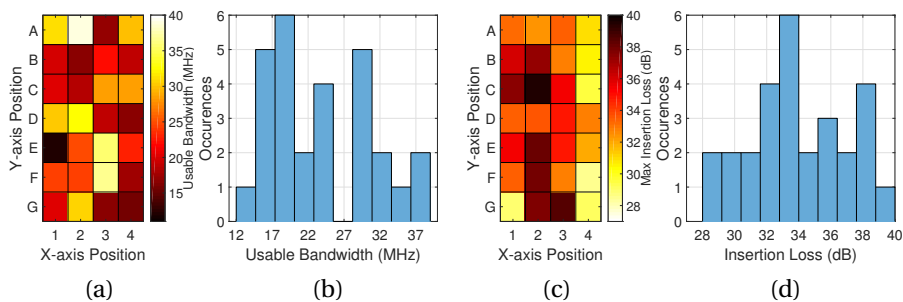 A
B
C
D
E
F
G
Y-axis Position
1 2 3 4
X-axis Position
40
35
30
25
20
15
Usable Bandwidth (MHz)
(a)
6
5
4
3
2
1
0
Occurences
12 17 22 27 32 37
Usable Bandwidth (MHz)
(b)
A
B
C
D
E
F
G
Y-axis Position
1 2 3 4
X-axis Position
40
38
36
34
32
30
28
Max Insertion Loss (dB)
(c)
6
5
4
3
2
1
0
Occurences
28 30 32 34 36 38 40
Insertion Loss (dB)
(d)